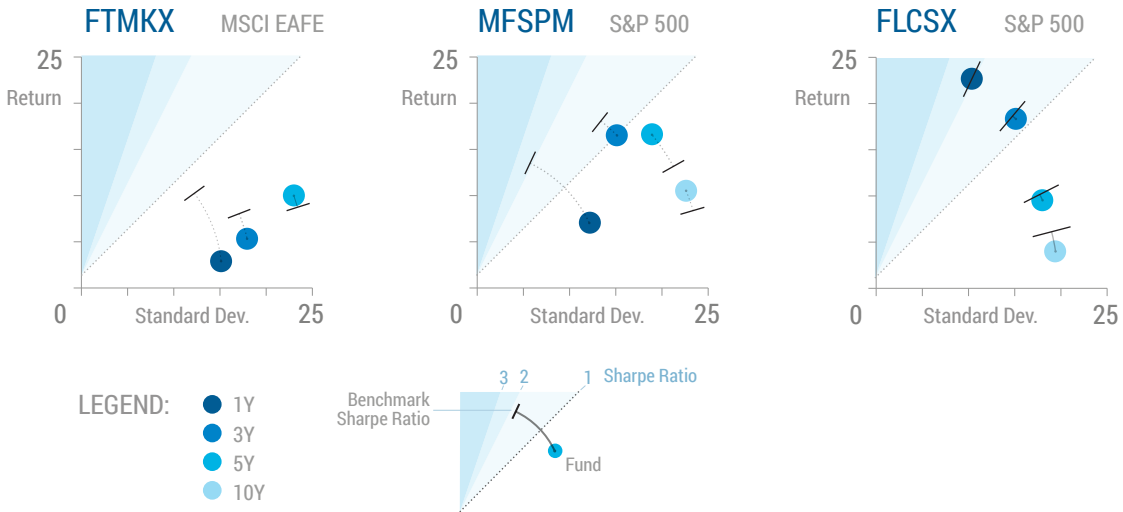 FTMKX MSCI EAFE
25
Return
0 Standard Dev. 25
MFSPM S&P 500
25
Return
0 Standard Dev. 25
FLCSX S&P 500
25
Return
0 Standard Dev. 25
LEGEND:
1Y
3Y
5Y
10Y
3 2 1 Sharpe Ratio
Benchmark
Sharpe Ratio
Fund